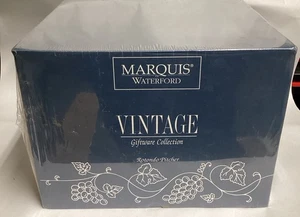 MARQUIS®
WATERFORD
VINTAGE
Giftware Collection
Rotondo Pitcher